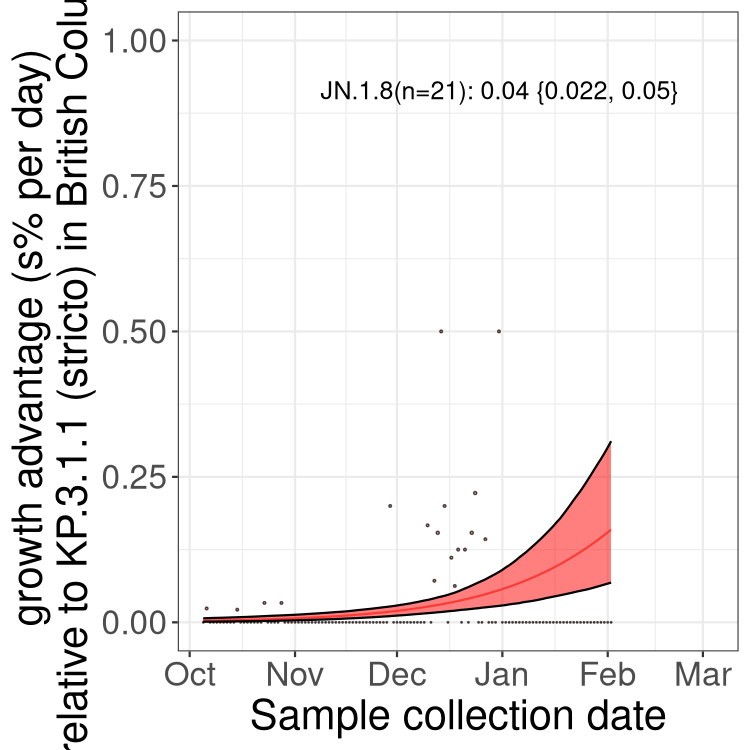 growth advantage (s% per day)
relative to KP.3.1.1 (stricto) in British Colu
1.00
0.75
0.50
0.25
0.00
JN.1.8(n=21): 0.04 {0.022, 0.05}
Oct Nov Dec Jan Feb Mar
Sample collection date